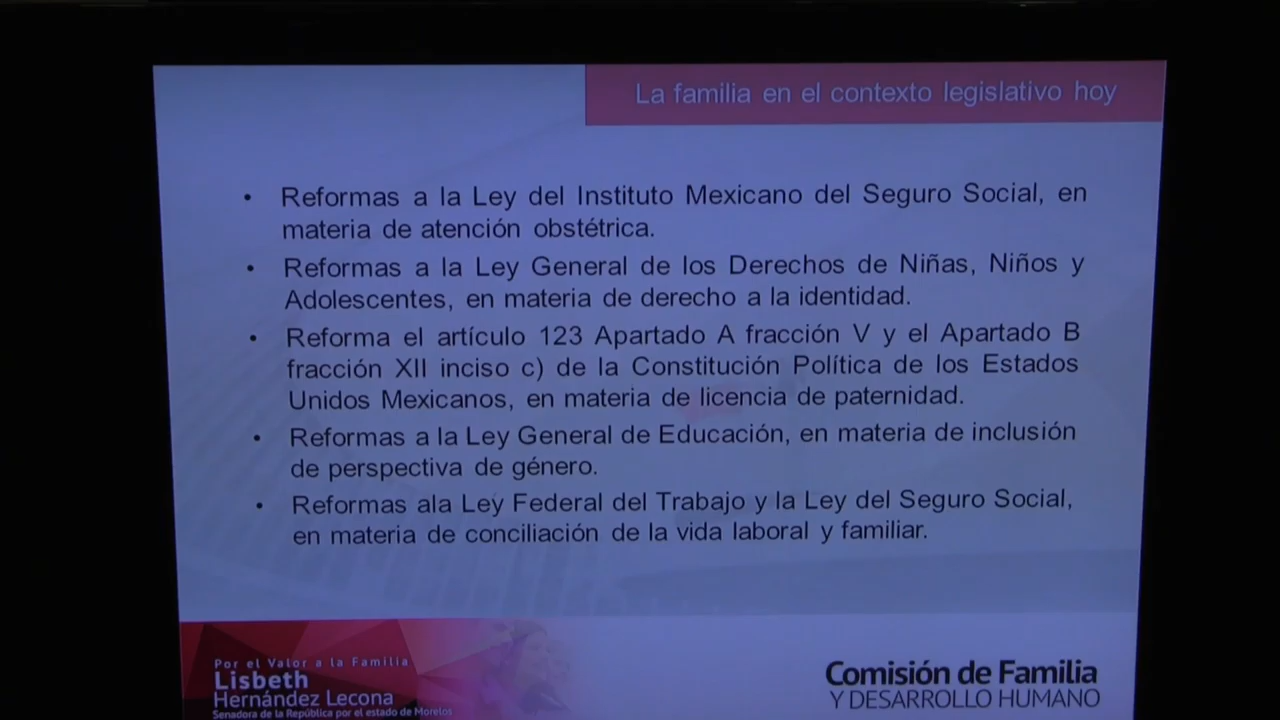 La familia en el contexto legislativo hoy
• Reformas a la Ley del Instituto Mexicano del Seguro Social, en
materia de atención obstétrica.
• Reformas a la Ley General de los Derechos de Niñas, Niños y
Adolescentes, en materia de derecho a la identidad.
• Reforma el artículo 123 Apartado A fracción V y el Apartado B
fracción XII inciso c) de la Constitución Política de los Estados
Unidos Mexicanos, en materia de licencia de paternidad.
• Reformas a la Ley General de Educación, en materia de inclusión
de perspectiva de género.
• Reformas ala Ley Federal del Trabajo y la Ley del Seguro Social,
en materia de conciliación de la vida laboral y familiar.
Por el Valor a la Familia
Lisbeth
Hernández Lecona
Senadora de la República por el estado de Morelos
Comisión de Familia
Y DESARROLLO HUMANO